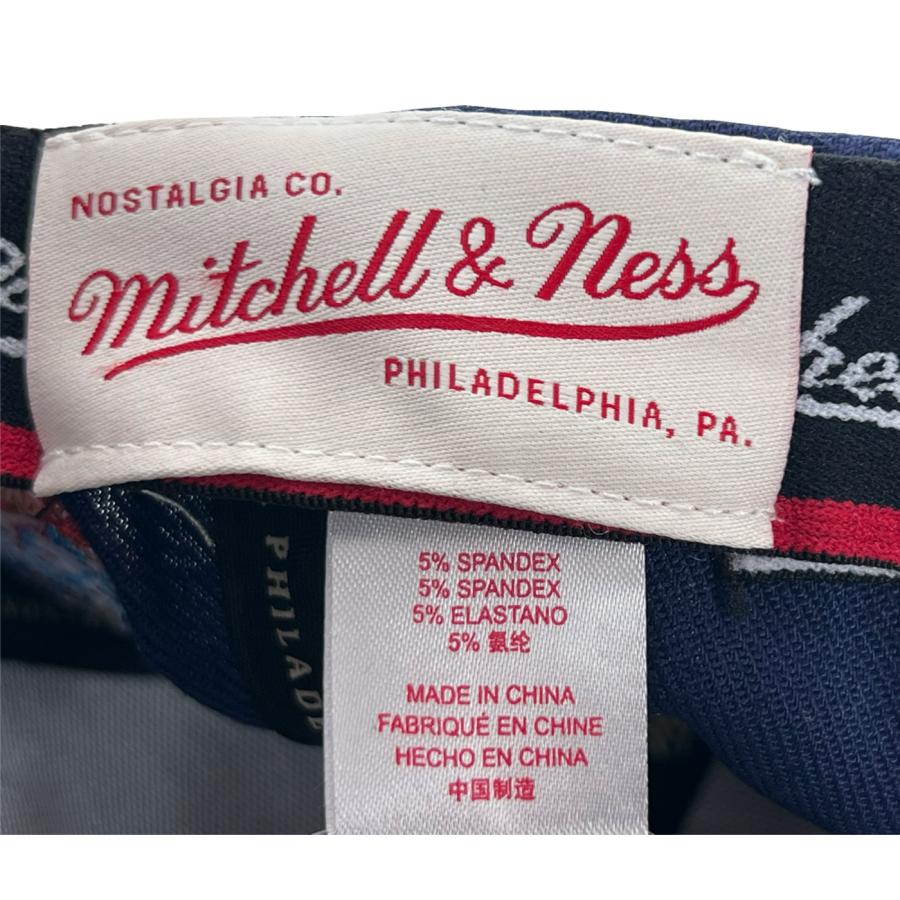 NOSTALGIA CO.
Mitchell & Ness
PHILADELPHIA, PA.
5% SPANDEX
5% SPANDEX
5% ELASTANO
5% 氨纶
MADE IN CHINA
FABRIQUÉ EN CHINE
HECHO EN CHINA
中国制造